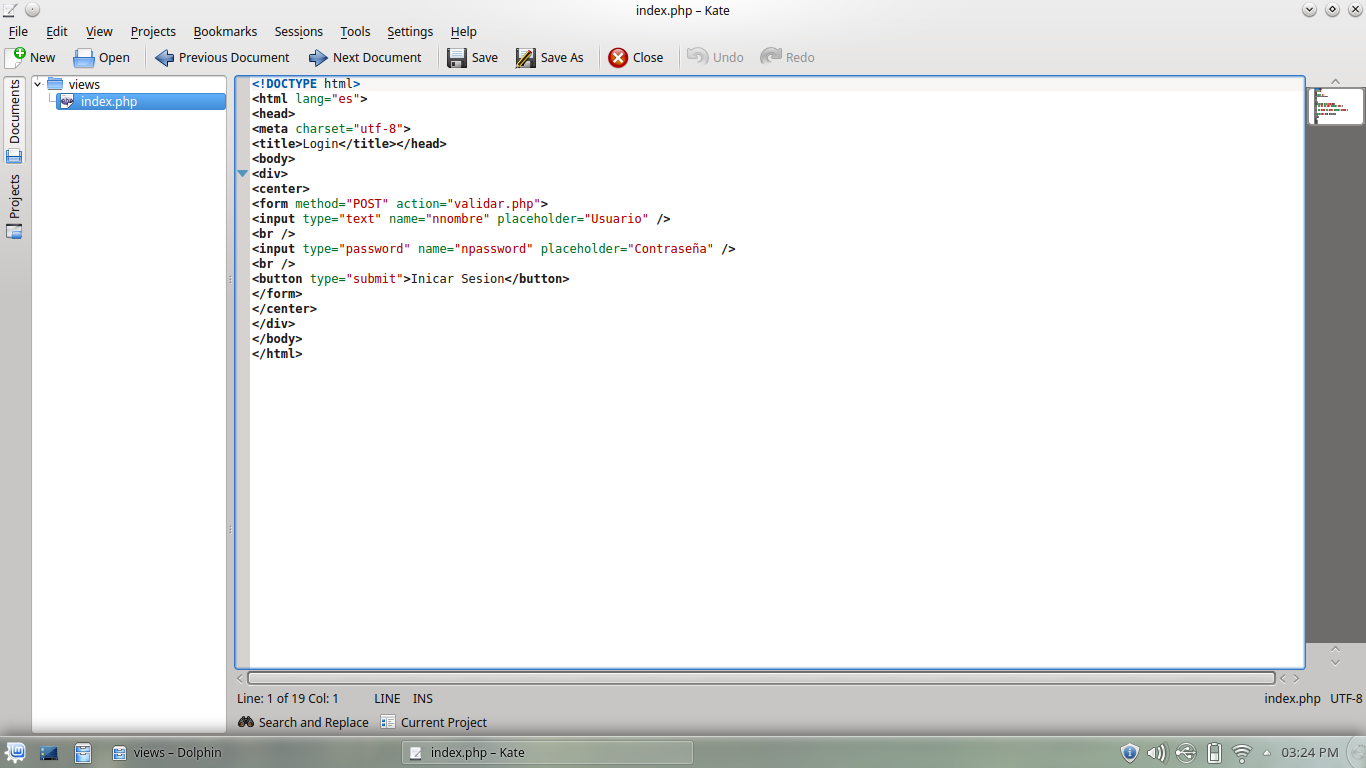 index.php – Kate
File Edit View Projects Bookmarks Sessions Tools Settings Help
New Open Previous Document Next Document Save Save As Close Undo Redo
Documents
Projects
views
index.php
<!DOCTYPE html>
<html lang="es">
<head>
<meta charset="utf-8">
<title>Login</title></head>
<body>
<div>
<center>
<form method="POST" action="validar.php">
<input type="text" name="nnombre" placeholder="Usuario" />
<br />
<input type="password" name="npassword" placeholder="Contraseña" />
<br />
<button type="submit">Inicar Sesion</button>
</form>
</center>
</div>
</body>
</html>
Line: 1 of 19 Col: 1 LINE INS index.php UTF-8
Search and Replace Current Project
views – Dolphin index.php – Kate 03:24 PM